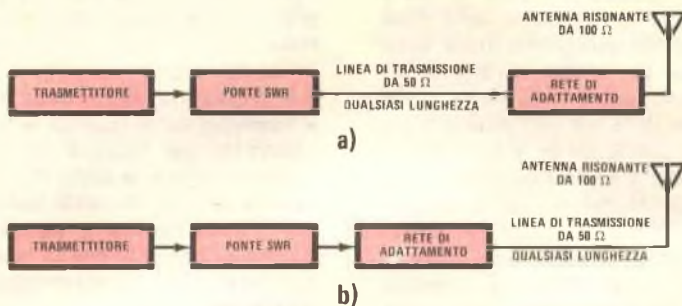 ANTENNA RISONANTE
DA 100 Ω
LINEA DI TRASMISSIONE
DA 50 Ω
TRASMETTITORE
PONTE SWR
RETE DI
ADATTAMENTO
QUALSIASI LUNGHEZZA
a)
ANTENNA RISONANTE
DA 100 Ω
LINEA DI TRASMISSIONE
DA 50 Ω
TRASMETTITORE
PONTE SWR
RETE DI
ADATTAMENTO
QUALSIASI LUNGHEZZA
b)